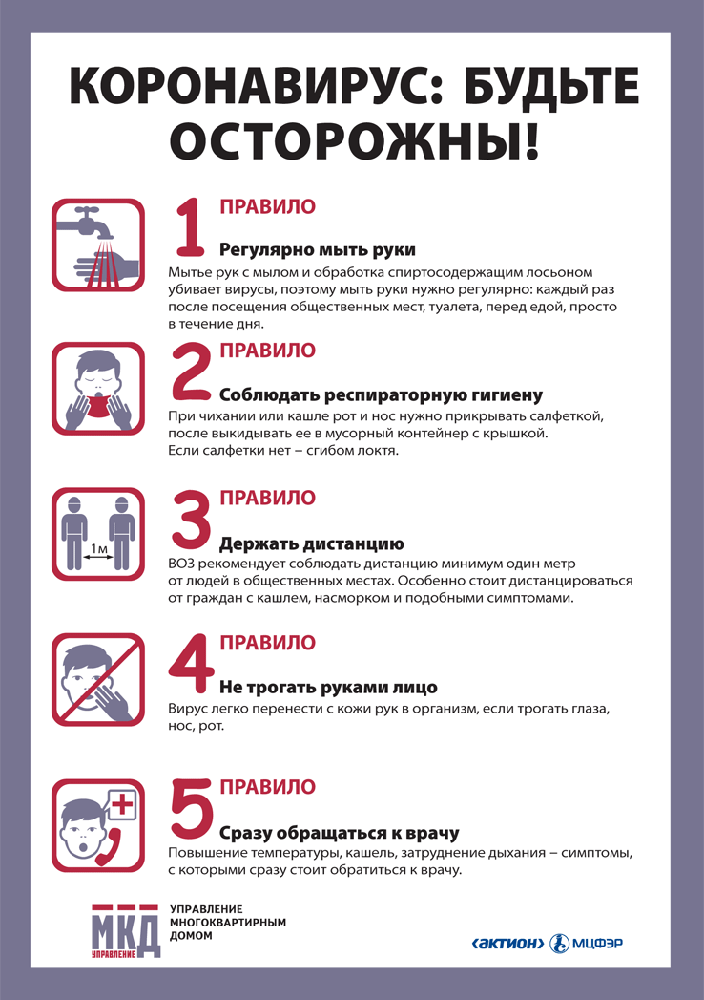 КОРОНАВИРУС: БУДЬТЕ
ОСТОРОЖНЫ!
1 ПРАВИЛО
Регулярно мыть руки
Мытье рук с мылом и обработка спиртосодержащим лосьоном
убивает вирусы, поэтому мыть руки нужно регулярно: каждый раз
после посещения общественных мест, туалета, перед едой, просто
в течение дня.
2 ПРАВИЛО
Соблюдать респираторную гигиену
При чихании или кашле рот и нос нужно прикрывать салфеткой,
после выкидывать ее в мусорный контейнер с крышкой.
Если салфетки нет – сгибом локтя.
1м
3 ПРАВИЛО
Держать дистанцию
ВОЗ рекомендует соблюдать дистанцию минимум один метр
от людей в общественных местах. Особенно стоит дистанцироваться
от граждан с кашлем, насморком и подобными симптомами.
4 ПРАВИЛО
Не трогать руками лицо
Вирус легко перенести с кожи рук в организм, если трогать глаза,
нос, рот.
5 ПРАВИЛО
Сразу обращаться к врачу
Повышение температуры, кашель, затруднение дыхания – симптомы,
с которыми сразу стоит обратиться к врачу.
МКД
УПРАВЛЕНИЕ
УПРАВЛЕНИЕ
МНОГОКВАРТИРНЫМ
ДОМОМ
‹АКТИОН› МЦФЭР